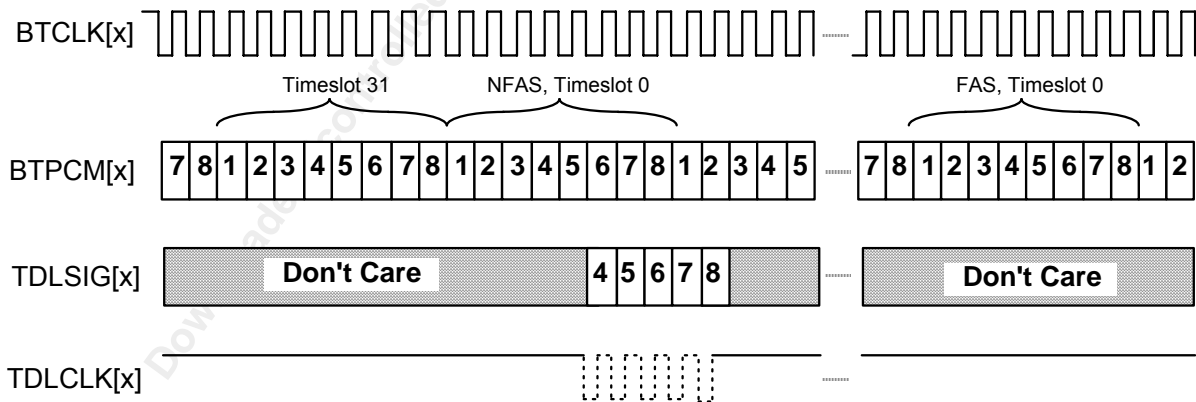 BTCLK[x]
Timeslot 31 NFAS, Timeslot 0 FAS, Timeslot 0
BTPCM[x] 7 8 1 2 3 4 5 6 7 8 1 2 3 4 5 6 7 8 1 2 3 4 5 7 8 1 2 3 4 5 6 7 8 1 2
TDLSIG[x] Don't Care 4 5 6 7 8 Don't Care
TDLCLK[x]